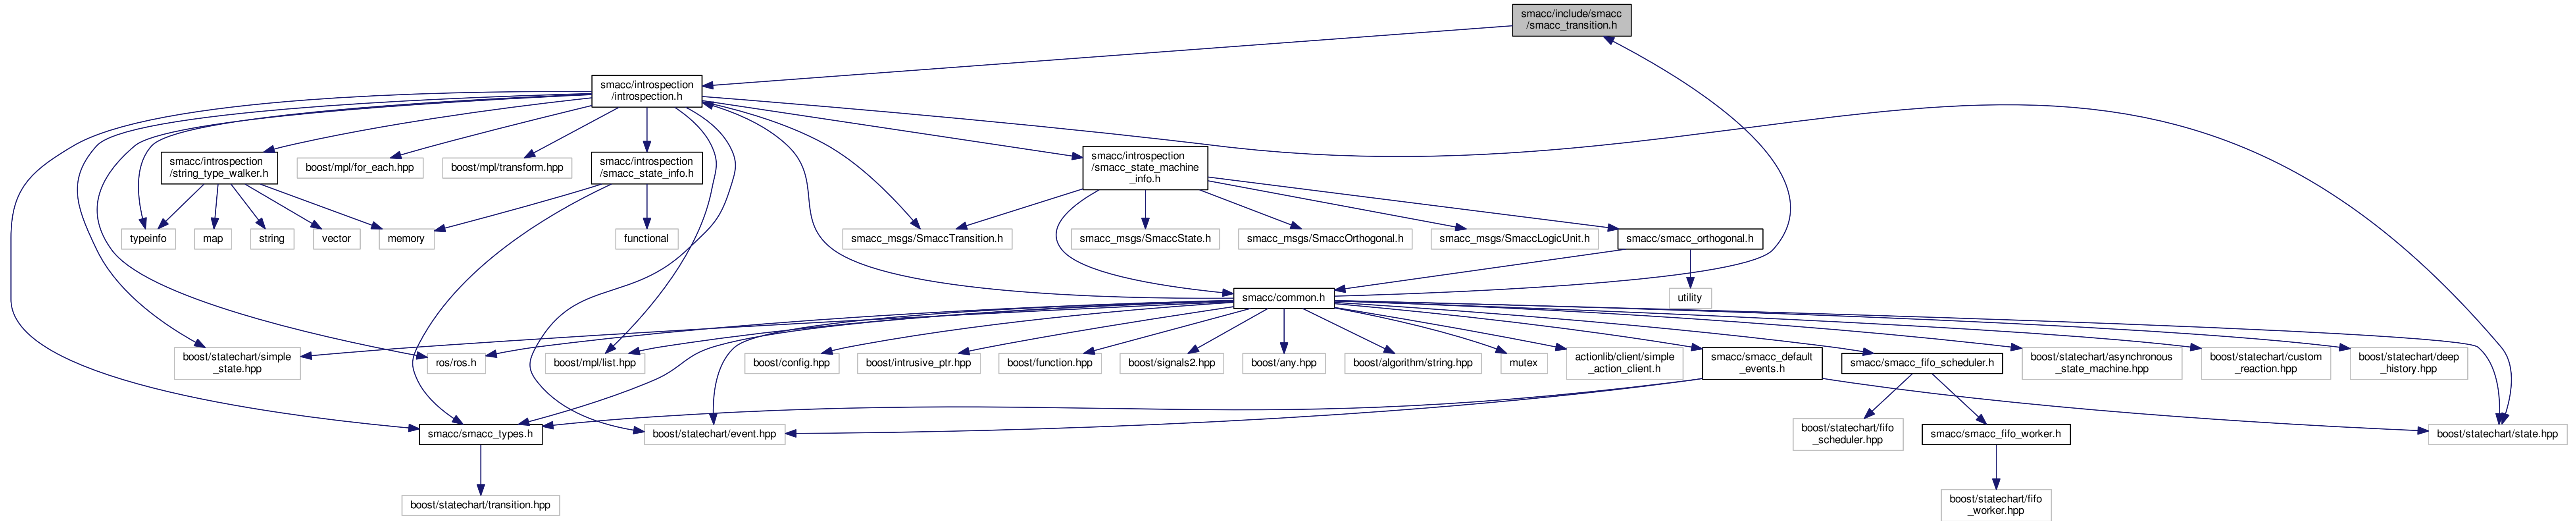 smacc/include/smacc
/smacc_transition.h
smacc/introspection
/introspection.h
smacc/introspection
/string_type_walker.h
boost/mpl/for_each.hpp
boost/mpl/transform.hpp
smacc/introspection
/smacc_state_info.h
smacc/introspection
/smacc_state_machine
_info.h
typeinfo
map
string
vector
memory
functional
smacc_msgs/SmaccTransition.h
smacc_msgs/SmaccState.h
smacc_msgs/SmaccOrthogonal.h
smacc_msgs/SmaccLogicUnit.h
smacc/smacc_orthogonal.h
smacc/common.h
utility
boost/statechart/simple
_state.hpp
ros/ros.h
boost/mpl/list.hpp
boost/config.hpp
boost/intrusive_ptr.hpp
boost/function.hpp
boost/signals2.hpp
boost/any.hpp
boost/algorithm/string.hpp
mutex
actionlib/client/simple
_action_client.h
smacc/smacc_default
_events.h
smacc/smacc_fifo_scheduler.h
boost/statechart/asynchronous
_state_machine.hpp
boost/statechart/custom
_reaction.hpp
boost/statechart/deep
_history.hpp
smacc/smacc_types.h
boost/statechart/event.hpp
boost/statechart/fifo
_scheduler.hpp
smacc/smacc_fifo_worker.h
boost/statechart/state.hpp
boost/statechart/transition.hpp
boost/statechart/fifo
_worker.hpp